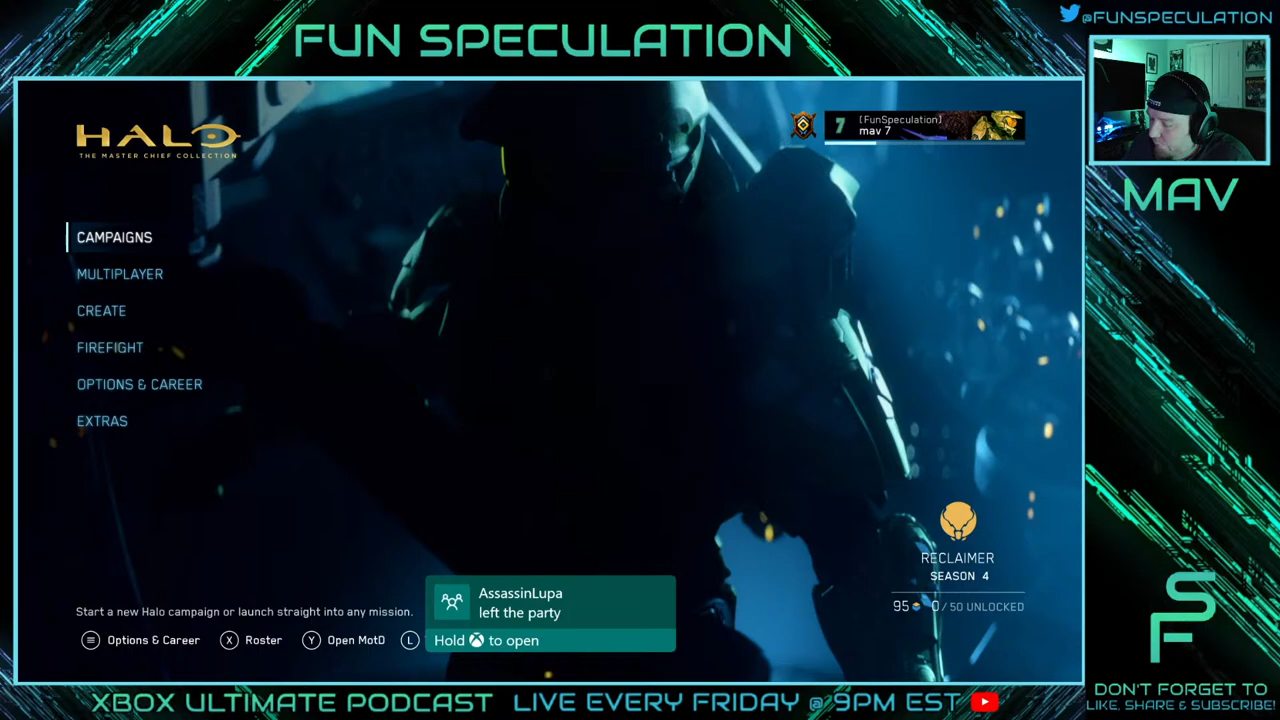 FUN SPECULATION
@FUNSPECULATION
HALO
THE MASTER CHIEF COLLECTION
7
[FunSpeculation]
mav 7
MAV
CAMPAIGNS
MULTIPLAYER
CREATE
FIREFIGHT
OPTIONS & CAREER
EXTRAS
RECLAIMER
SEASON 4
95 0/50 UNLOCKED
AssassinLupa
left the party
Hold to open
Start a new Halo campaign or launch straight into any mission.
Options & Career X Roster Y Open MotD L
SF
DON'T FORGET TO
LIKE, SHARE & SUBSCRIBE!
XBOX ULTIMATE PODCAST LIVE EVERY FRIDAY @ 9PM EST